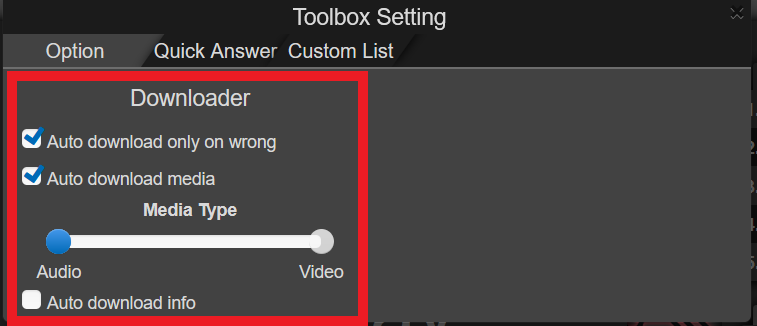 Toolbox Setting
Option Quick Answer Custom List
Downloader
Auto download only on wrong
Auto download media
Media Type
Audio Video
Auto download info